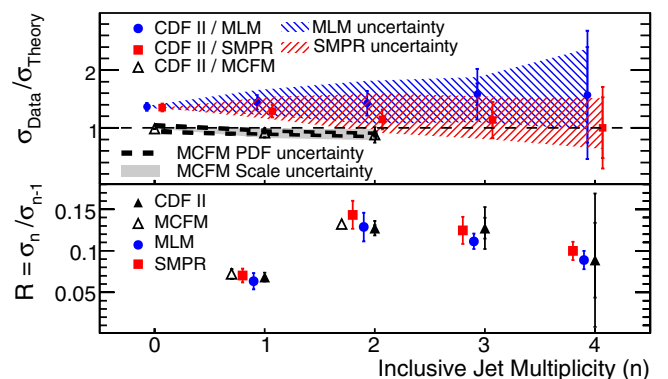 CDF II / MLM
MLM uncertainty
CDF II / SMPR
SMPR uncertainty
CDF II / MCFM
2
1
σData/σTheory
MCFM PDF uncertainty
MCFM Scale uncertainty
CDF II
MCFM
MLM
SMPR
0.15
0.1
0.05
R = σn/σn-1
0 1 2 3 4
Inclusive Jet Multiplicity (n)